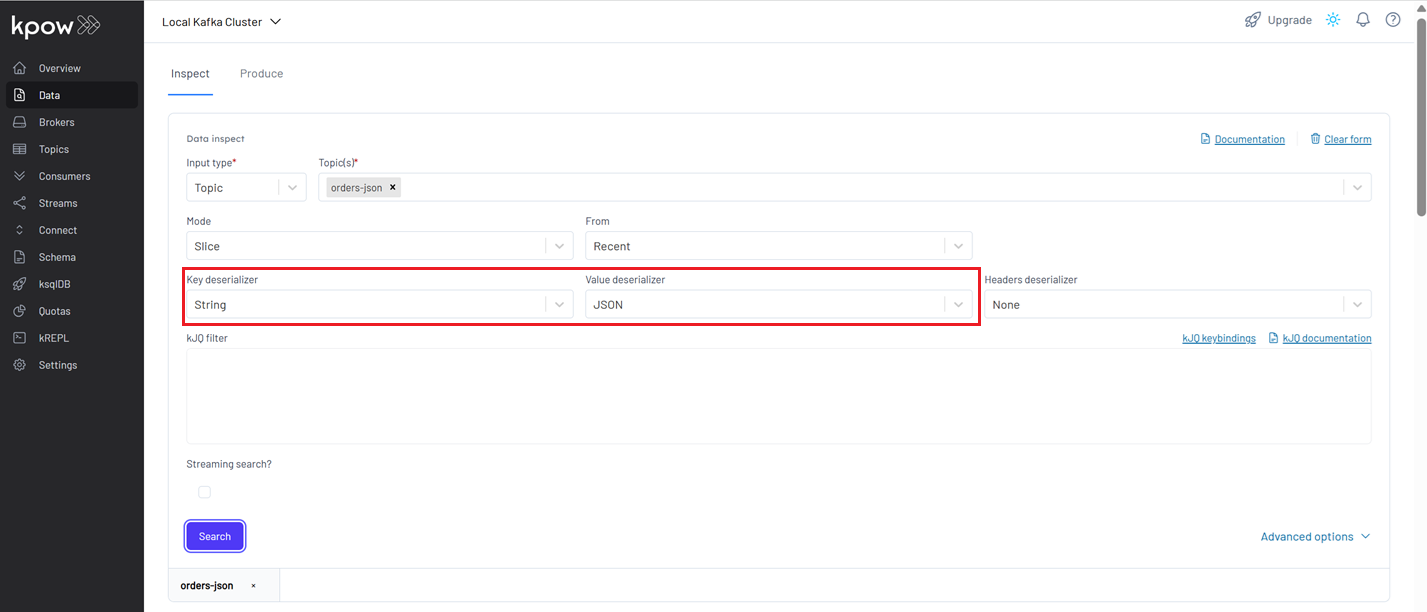 kpow
Local Kafka Cluster
Upgrade
Overview
Data
Brokers
Topics
Consumers
Streams
Connect
Schema
ksqlDB
Quotas
kREPL
Settings
Inspect Produce
Data inspect
Documentation Clear form
Input type* Topic(s)*
Topic orders-json ×
Mode From
Slice Recent
Key deserializer Value deserializer Headers deserializer
String JSON None
kJQ filter kJQ keybindings kJQ documentation
Streaming search?
Search Advanced options
orders-json ×